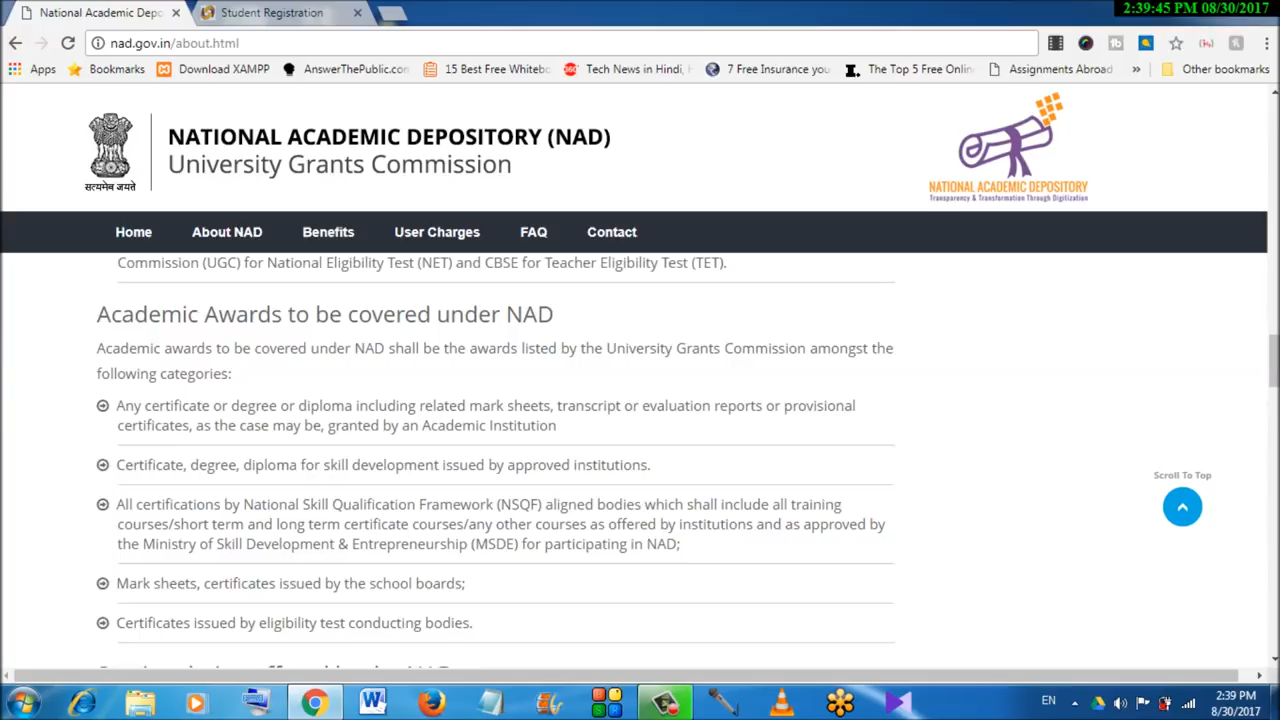 2:39:45 PM 08/30/2017
National Academic Depo
Student Registration
nad.gov.in/about.html
Apps Bookmarks Download XAMPP AnswerThePublic.co 15 Best Free Whitebo Tech News in Hindi, 7 Free Insurance you The Top 5 Free Onlin Assignments Abroad » Other bookmarks
NATIONAL ACADEMIC DEPOSITORY (NAD)
University Grants Commission
सत्यमेव जयते
NATIONAL ACADEMIC DEPOSITORY
Transparency & Transformation Through Digitization
Home About NAD Benefits User Charges FAQ Contact
Commission (UGC) for National Eligibility Test (NET) and CBSE for Teacher Eligibility Test (TET).
Academic Awards to be covered under NAD
Academic awards to be covered under NAD shall be the awards listed by the University Grants Commission amongst the
following categories:
Any certificate or degree or diploma including related mark sheets, transcript or evaluation reports or provisional
certificates, as the case may be, granted by an Academic Institution
Certificate, degree, diploma for skill development issued by approved institutions.
All certifications by National Skill Qualification Framework (NSQF) aligned bodies which shall include all training
courses/short term and long term certificate courses/any other courses as offered by institutions and as approved by
the Ministry of Skill Development & Entrepreneurship (MSDE) for participating in NAD;
Mark sheets, certificates issued by the school boards;
Certificates issued by eligibility test conducting bodies.
Scroll To Top
EN
2:39 PM
8/30/2017